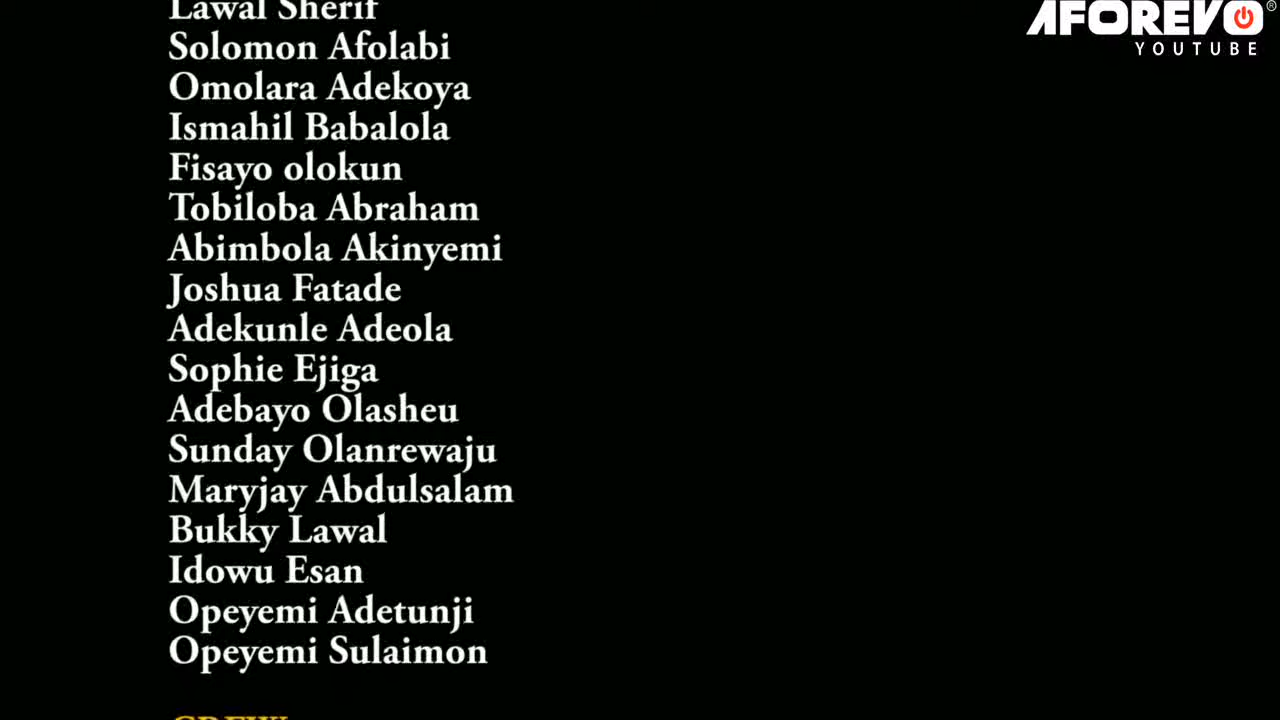 Lawal Sherif
AFOREVO®
YOUTUBE
Solomon Afolabi
Omolara Adekoya
Ismahil Babalola
Fisayo olokun
Tobiloba Abraham
Abimbola Akinyemi
Joshua Fatade
Adekunle Adeola
Sophie Ejiga
Adebayo Olasheu
Sunday Olanrewaju
Maryjay Abdulsalam
Bukky Lawal
Idowu Esan
Opeyemi Adetunji
Opeyemi Sulaimon
CREW